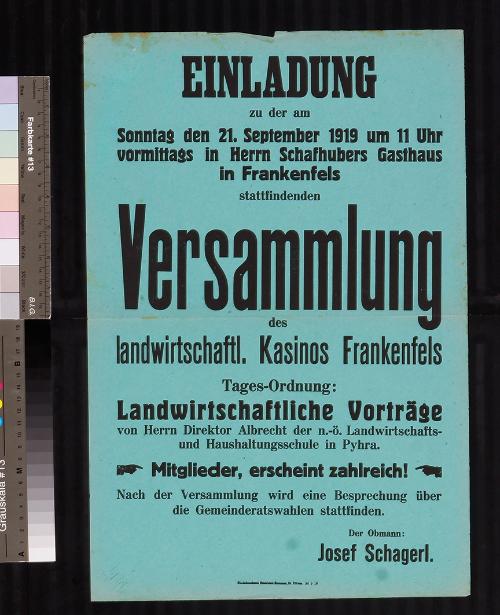 EINLADUNG
zu der am
Sonntag den 21. September 1919 um 11 Uhr
vormittags in Herrn Schafhubers Gasthaus
in Frankenfels
stattfindenden
Versammlung
des
landwirtschaftl. Kasinos Frankenfels
Tages-Ordnung:
Landwirtschaftliche Vorträge
von Herrn Direktor Albrecht der n.-ö. Landwirtschafts-
und Haushaltungsschule in Pyhra.
Mitglieder, erscheint zahlreich!
Nach der Versammlung wird eine Besprechung über
die Gemeinderatswahlen stattfinden.
Der Obmann:
Josef Schagerl.
Farbkarte #13
B.I.G.
Grauskala #13